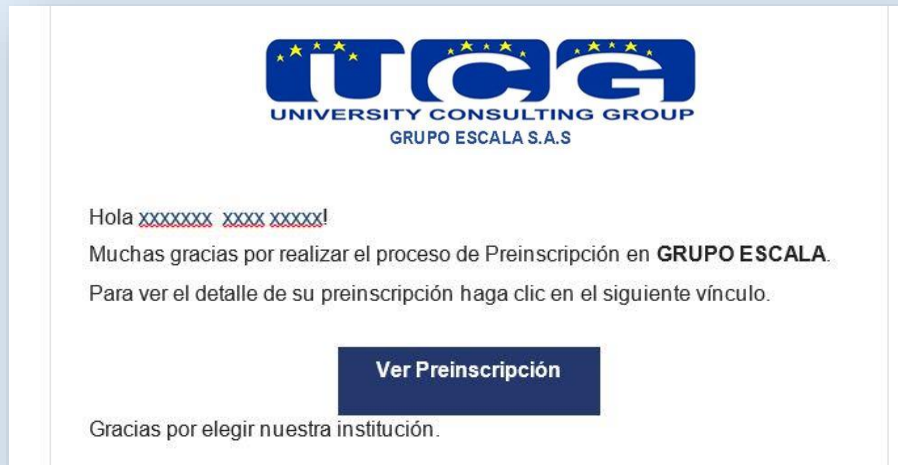 UCG
UNIVERSITY CONSULTING GROUP
GRUPO ESCALA S.A.S
Hola xxxxxxx xxxx xxxxx!
Muchas gracias por realizar el proceso de Preinscripción en GRUPO ESCALA.
Para ver el detalle de su preinscripción haga clic en el siguiente vínculo.
Ver Preinscripción
Gracias por elegir nuestra institución.